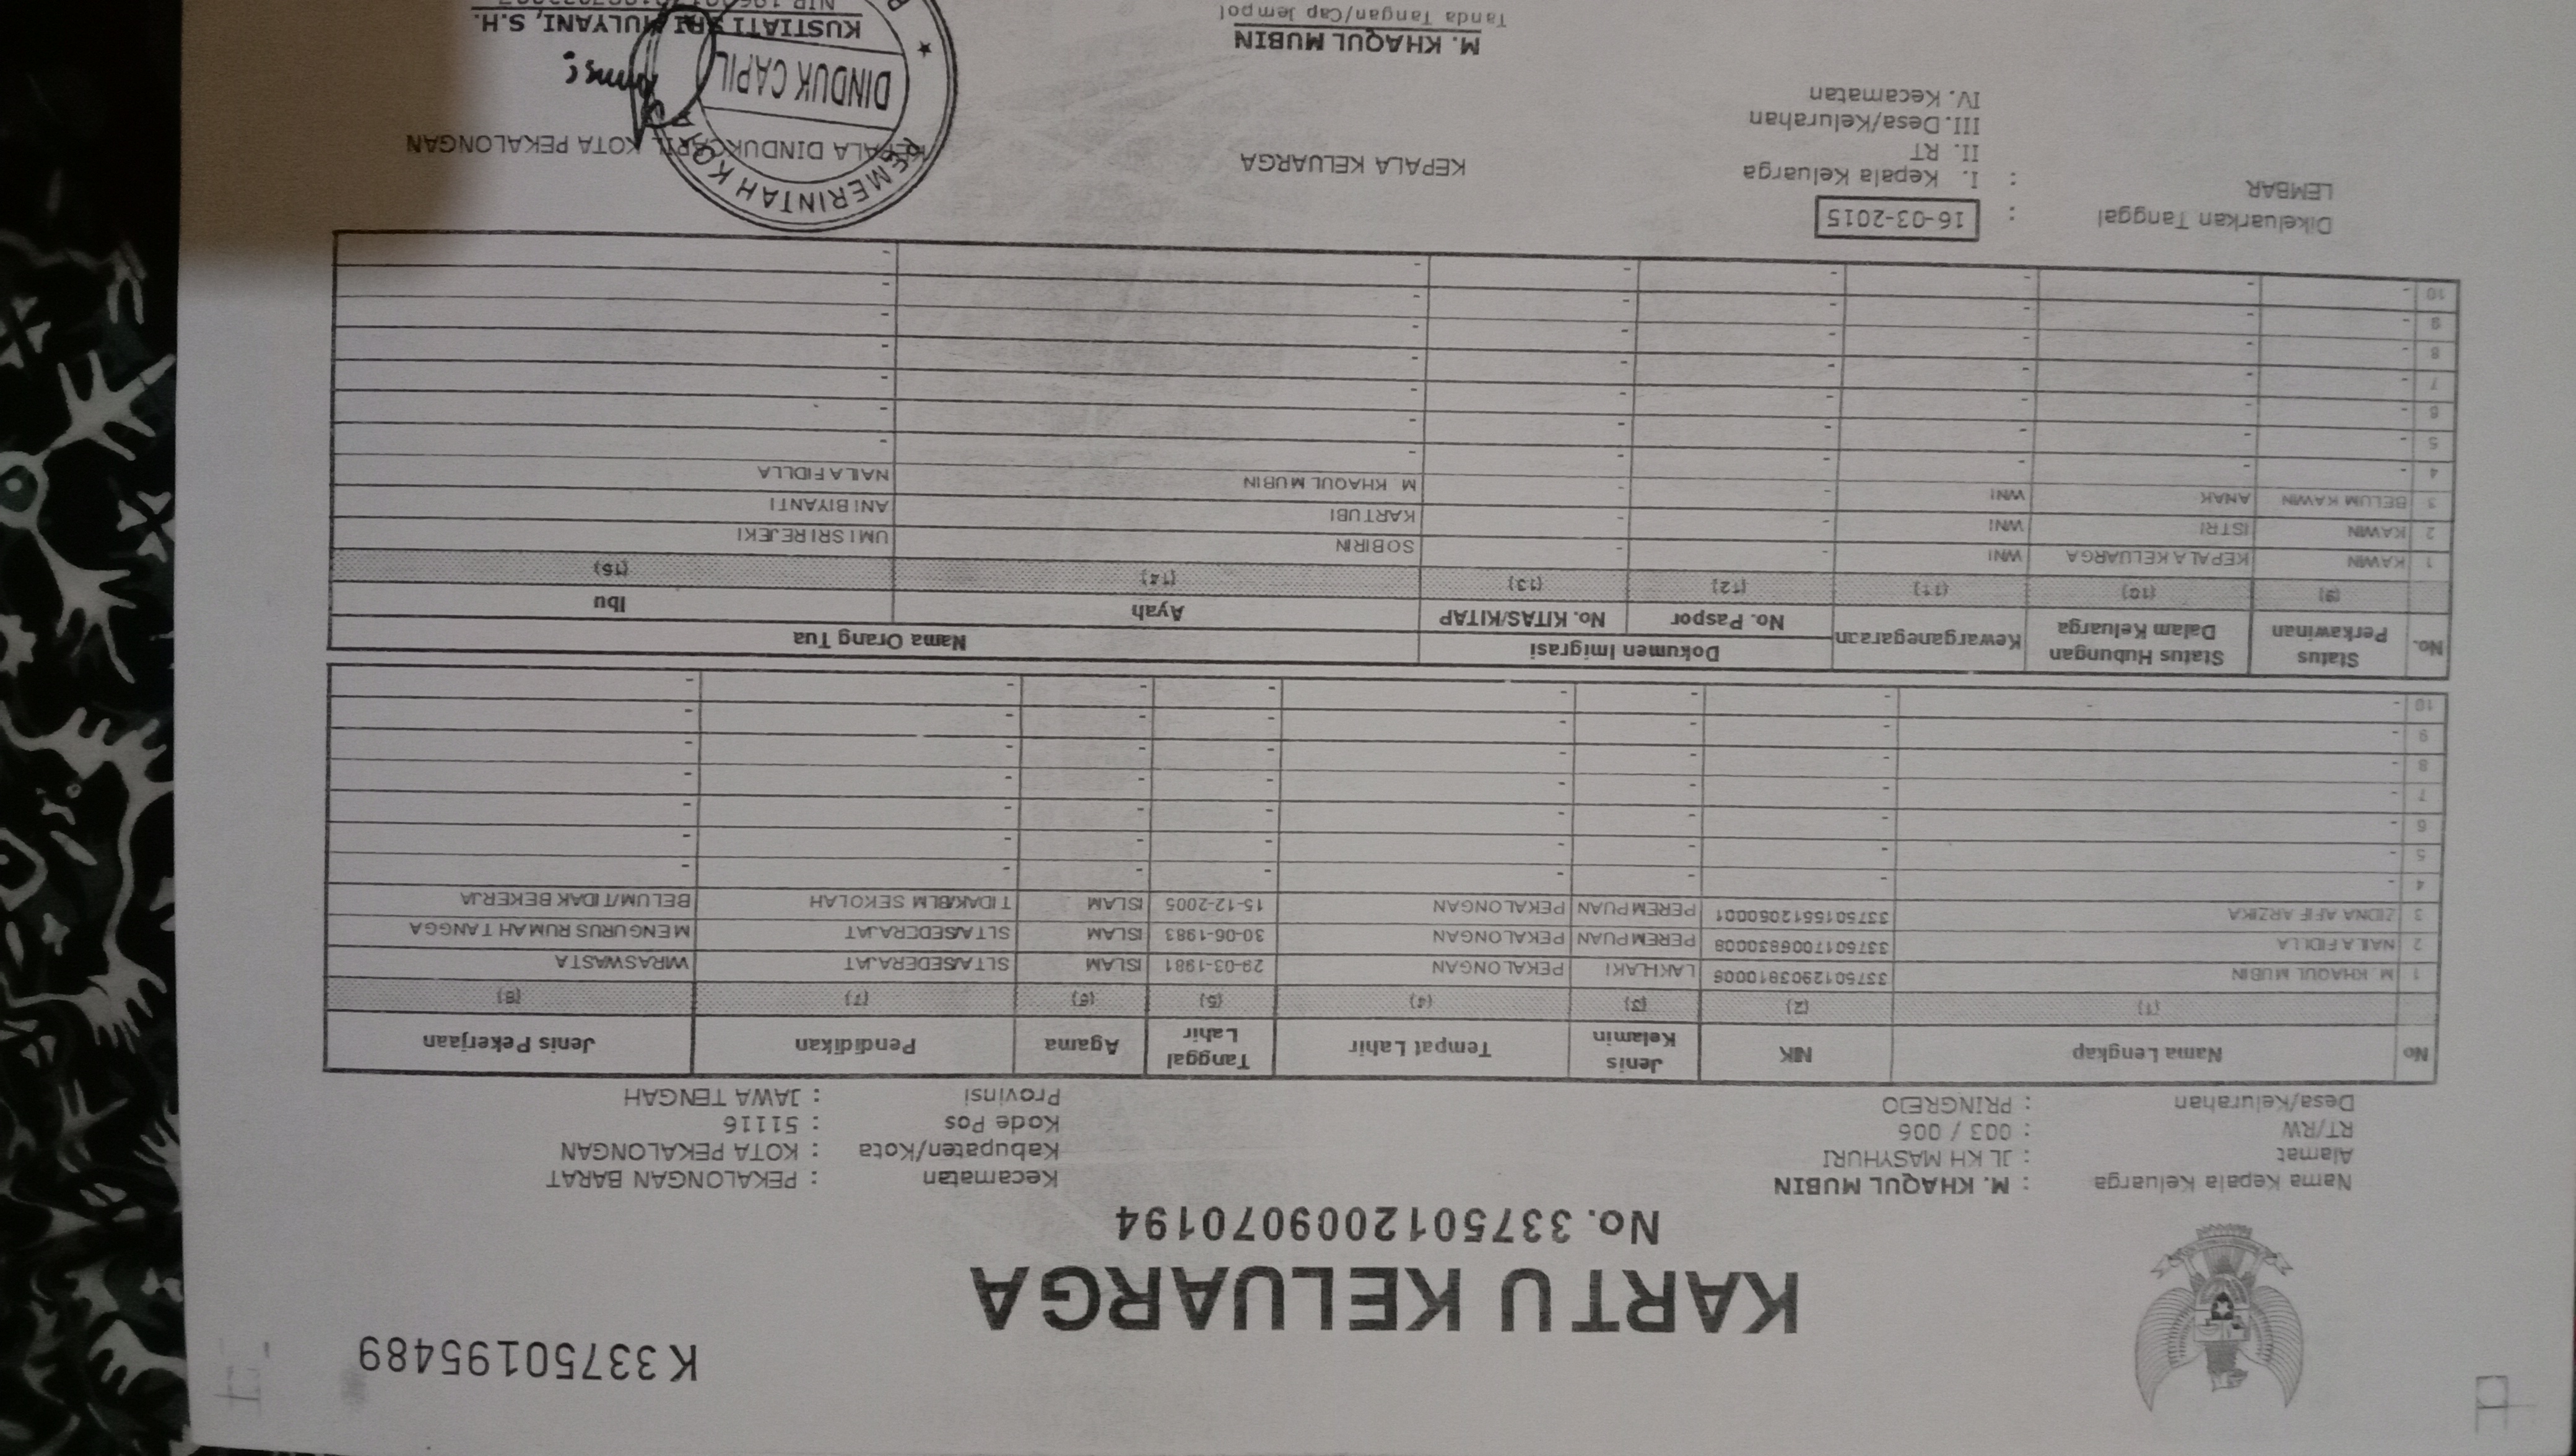 K 33750195489
KARTU KELUARGA
No. 3375012009070194
Nama Kepala Keluarga : M. KHAQUL MUBIN
Alamat : JL KH MASYHURI
RT/RW : 003 / 006
Desa/Kelurahan : PRINGREJO
Kecamatan : PEKALONGAN BARAT
Kabupaten/Kota : KOTA PEKALONGAN
Kode Pos : 51116
Provinsi : JAWA TENGAH
No Nama Lengkap NIK Jenis Kelamin Tempat Lahir Tanggal Lahir Agama Pendidikan Jenis Pekerjaan
(1) (2) (3) (4) (5) (6) (7) (8)
1 M. KHAQUL MUBIN 3375012903810006 LAKI-LAKI PEKALONGAN 29-03-1981 ISLAM SLTA/SEDERAJAT WIRASWASTA
2 NAILA FIDLLA 3375017006830008 PEREMPUAN PEKALONGAN 30-06-1983 ISLAM SLTA/SEDERAJAT MENGURUS RUMAH TANGGA
3 ZIDNA AFIF ARZIKA 3375015512050001 PEREMPUAN PEKALONGAN 15-12-2005 ISLAM TIDAK/BLM SEKOLAH BELUM/TIDAK BEKERJA
4 - - - - - - - -
5 - - - - - - - -
6 - - - - - - - -
7 - - - - - - - -
8 - - - - - - - -
9 - - - - - - - -
10 - - - - - - - -
No. Status Perkawinan Status Hubungan Dalam Keluarga Kewarganegaraan Dokumen Imigrasi Nama Orang Tua
No. Paspor No. KITAS/KITAP Ayah Ibu
(9) (10) (11) (12) (13) (14) (15)
1 KAWIN KEPALA KELUARGA WNI - - SOBIRIN UMI SRI REJEKI
2 KAWIN ISTRI WNI - - KARTUBI ANI BIYANTI
3 BELUM KAWIN ANAK WNI - - M KHAQUL MUBIN NAILA FIDLLA
4 - - - - - - -
5 - - - - - - -
6 - - - - - - -
7 - - - - - - -
8 - - - - - - -
9 - - - - - - -
10 - - - - - - -
Dikeluarkan Tanggal : 16-03-2015
LEMBAR : I. Kepala Keluarga
II. RT
III. Desa/Kelurahan
IV. Kecamatan
KEPALA KELUARGA
M. KHAQUL MUBIN
Tanda Tangan/Cap Jempol
KEPALA DINDUKCAPIL KOTA PEKALONGAN
PEMERINTAH KOTA
DINDUK CAPIL
KUSTIATI SRI MULYANI, S.H.